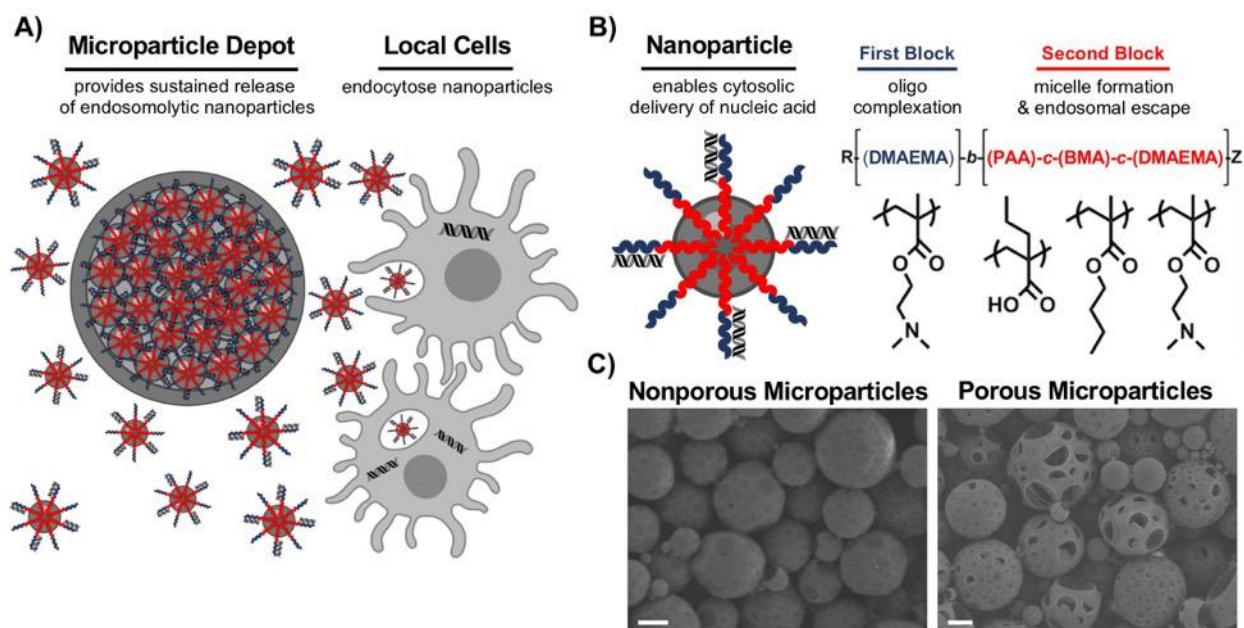 A)
Microparticle Depot
provides sustained release
of endosomolytic nanoparticles
Local Cells
endocytose nanoparticles
B)
Nanoparticle
enables cytosolic
delivery of nucleic acid
First Block
oligo
complexation
Second Block
micelle formation
& endosomal escape
R-(DMAEMA)-b-(PAA)-c-(BMA)-c-(DMAEMA)-Z
O
O
N
HO
O
O
O
O
O
N
C)
Nonporous Microparticles
Porous Microparticles